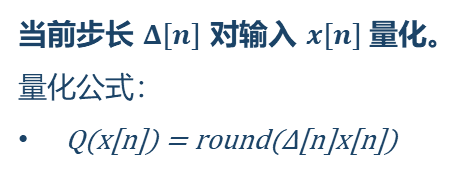 当前步长 Δ[n] 对输入 x[n] 量化。
量化公式：
• Q(x[n]) = round(Δ[n]x[n])